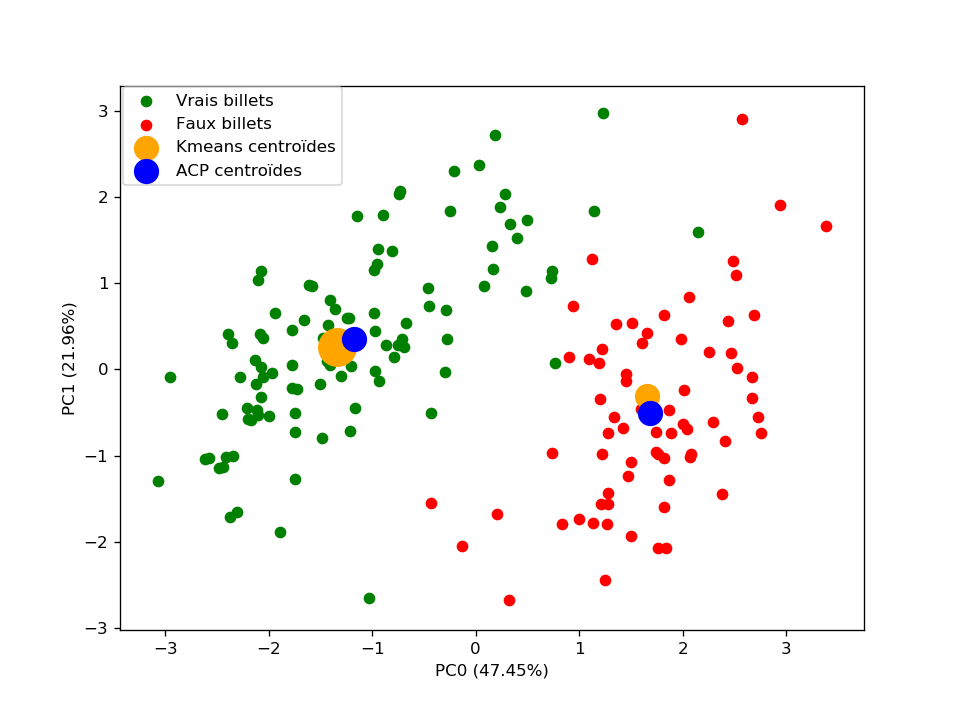 Vrais billets
Faux billets
Kmeans centroïdes
ACP centroïdes
3
2
1
0
−1
−2
−3
PC1 (21.96%)
−3 −2 −1 0 1 2 3
PC0 (47.45%)